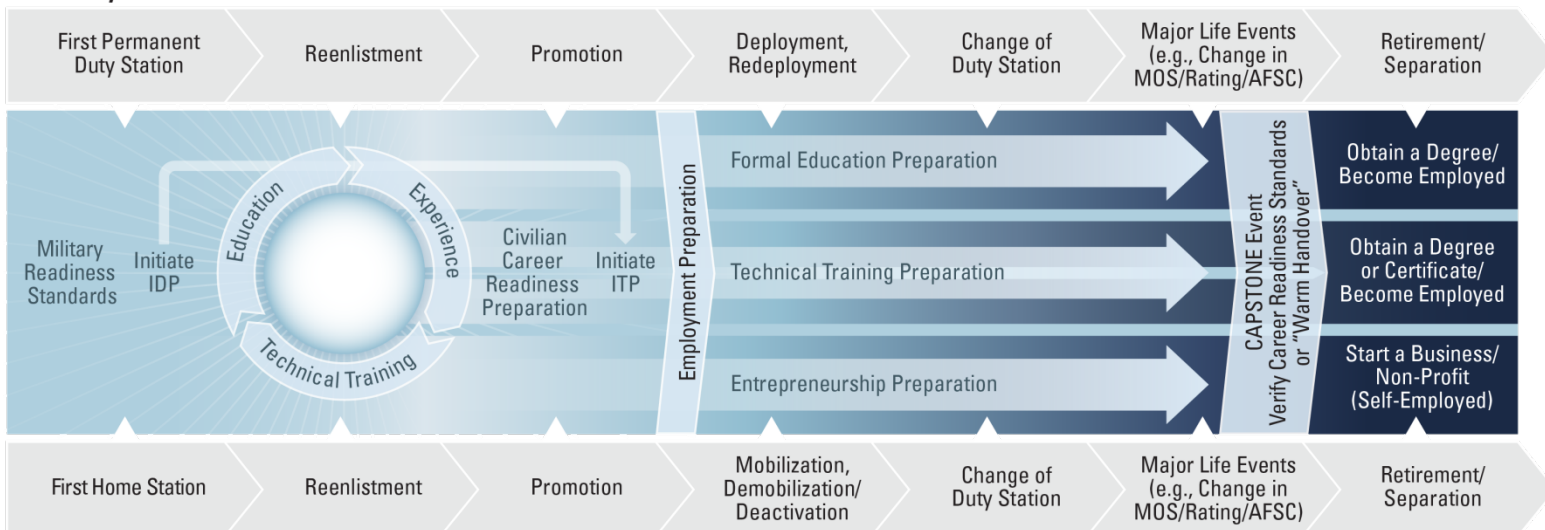 First Permanent
Duty Station
Reenlistment
Promotion
Deployment,
Redeployment
Change of
Duty Station
Major Life Events
(e.g., Change in
MOS/Rating/AFSC)
Retirement/
Separation
Military
Readiness
Standards
Initiate
IDP
Education
Experience
Technical Training
Civilian
Career
Readiness
Preparation
Initiate
ITP
Employment Preparation
Formal Education Preparation
Technical Training Preparation
Entrepreneurship Preparation
CAPSTONE Event
Verify Career Readiness Standards
or “Warm Handover”
Obtain a Degree/
Become Employed
Obtain a Degree
or Certificate/
Become Employed
Start a Business/
Non-Profit
(Self-Employed)
First Home Station
Reenlistment
Promotion
Mobilization,
Demobilization/
Deactivation
Change of
Duty Station
Major Life Events
(e.g., Change in
MOS/Rating/AFSC)
Retirement/
Separation